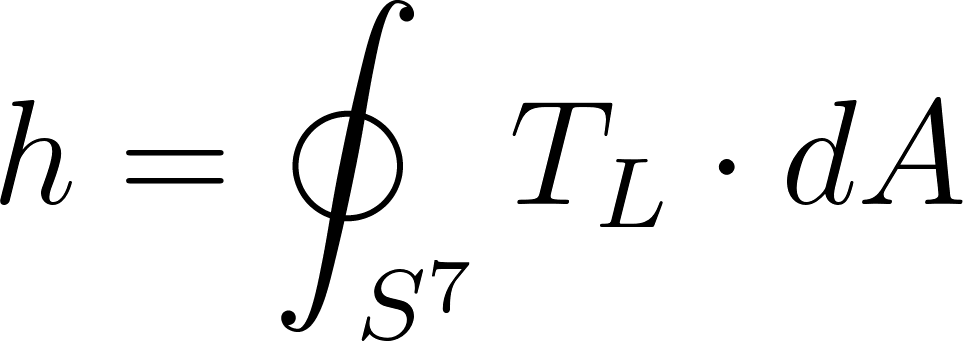 h = ∮_{S^7} T_L · dA